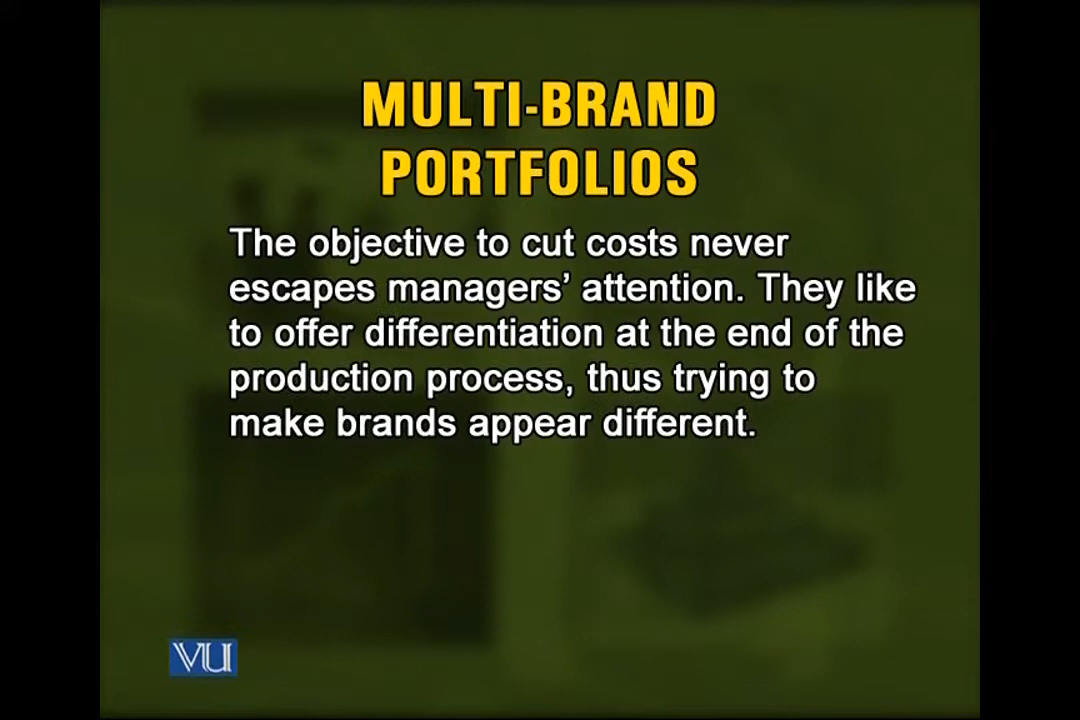 MULTI-BRAND
PORTFOLIOS
The objective to cut costs never
escapes managers’ attention. They like
to offer differentiation at the end of the
production process, thus trying to
make brands appear different.
VU